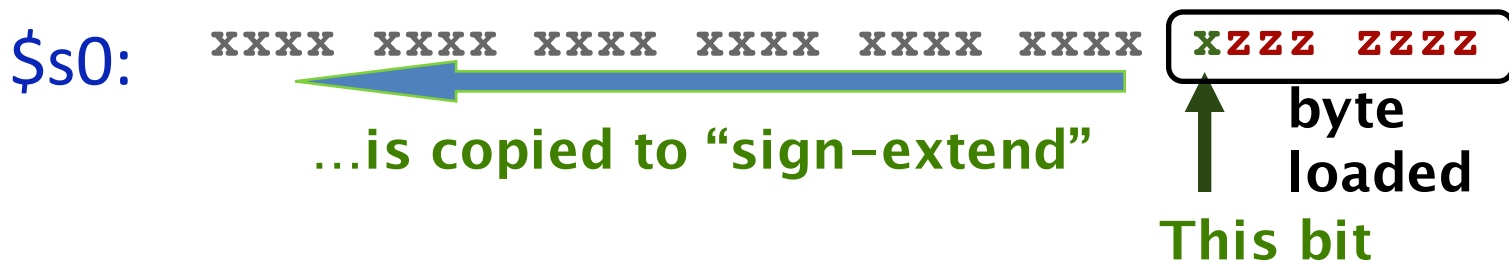 $s0: xxxx xxxx xxxx xxxx xxxx xxxx xzzz zzzz
…is copied to “sign-extend”
byte
loaded
This bit